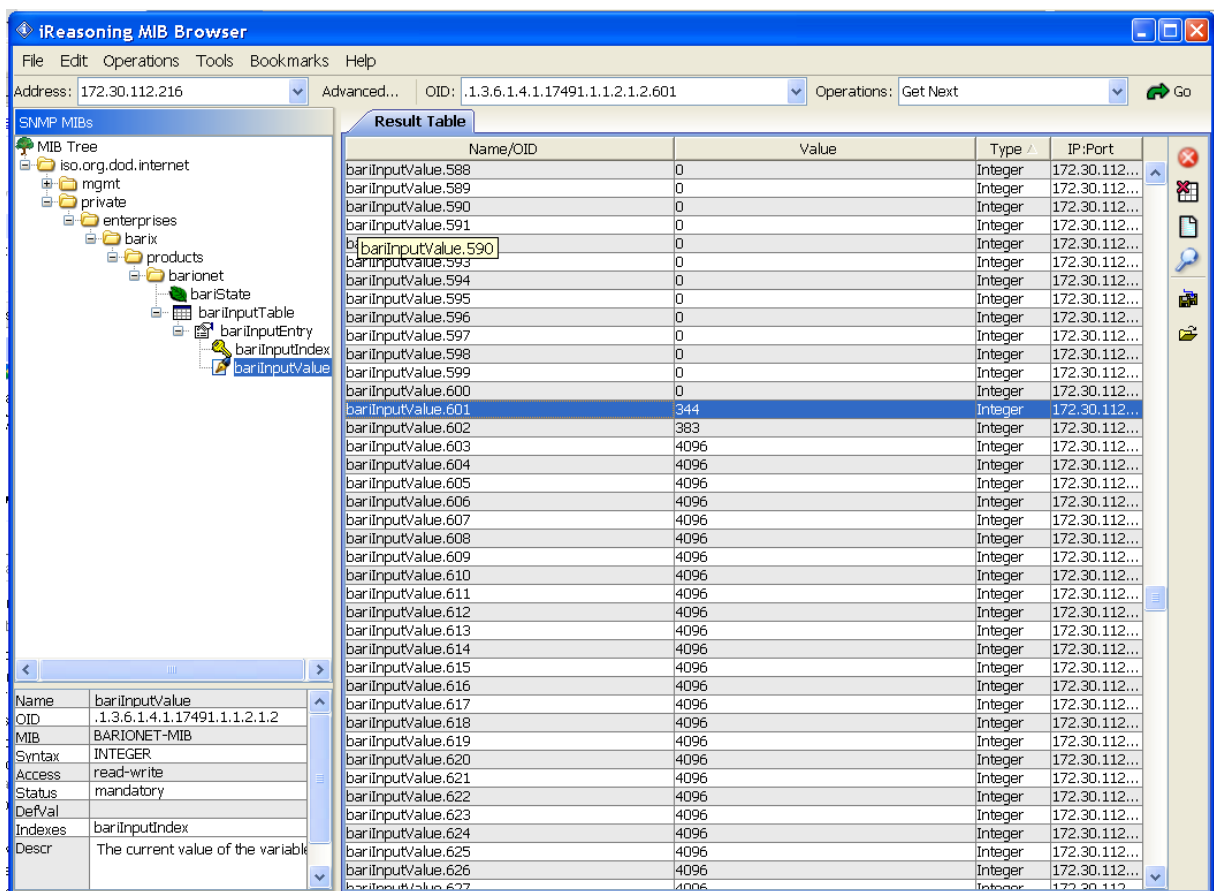 iReasoning MIB Browser
File Edit Operations Tools Bookmarks Help
Address: 172.30.112.216 Advanced... OID: .1.3.6.1.4.1.17491.1.1.2.1.2.601 Operations: Get Next Go
SNMP MIBs
MIB Tree
iso.org.dod.internet
mgmt
private
enterprises
barix
products
barionet
bariState
bariInputTable
bariInputEntry
bariInputIndex
bariInputValue
Name bariInputValue
OID .1.3.6.1.4.1.17491.1.1.2.1.2
MIB BARIONET-MIB
Syntax INTEGER
Access read-write
Status mandatory
DefVal
Indexes bariInputIndex
Descr The current value of the variable
Result Table
Name/OID Value Type IP:Port
bariInputValue.588 0 Integer 172.30.112...
bariInputValue.589 0 Integer 172.30.112...
bariInputValue.590 0 Integer 172.30.112...
bariInputValue.591 0 Integer 172.30.112...
bariInputValue.590
0 Integer 172.30.112...
bariInputValue.593 0 Integer 172.30.112...
bariInputValue.594 0 Integer 172.30.112...
bariInputValue.595 0 Integer 172.30.112...
bariInputValue.596 0 Integer 172.30.112...
bariInputValue.597 0 Integer 172.30.112...
bariInputValue.598 0 Integer 172.30.112...
bariInputValue.599 0 Integer 172.30.112...
bariInputValue.600 0 Integer 172.30.112...
bariInputValue.601 344 Integer 172.30.112...
bariInputValue.602 383 Integer 172.30.112...
bariInputValue.603 4096 Integer 172.30.112...
bariInputValue.604 4096 Integer 172.30.112...
bariInputValue.605 4096 Integer 172.30.112...
bariInputValue.606 4096 Integer 172.30.112...
bariInputValue.607 4096 Integer 172.30.112...
bariInputValue.608 4096 Integer 172.30.112...
bariInputValue.609 4096 Integer 172.30.112...
bariInputValue.610 4096 Integer 172.30.112...
bariInputValue.611 4096 Integer 172.30.112...
bariInputValue.612 4096 Integer 172.30.112...
bariInputValue.613 4096 Integer 172.30.112...
bariInputValue.614 4096 Integer 172.30.112...
bariInputValue.615 4096 Integer 172.30.112...
bariInputValue.616 4096 Integer 172.30.112...
bariInputValue.617 4096 Integer 172.30.112...
bariInputValue.618 4096 Integer 172.30.112...
bariInputValue.619 4096 Integer 172.30.112...
bariInputValue.620 4096 Integer 172.30.112...
bariInputValue.621 4096 Integer 172.30.112...
bariInputValue.622 4096 Integer 172.30.112...
bariInputValue.623 4096 Integer 172.30.112...
bariInputValue.624 4096 Integer 172.30.112...
bariInputValue.625 4096 Integer 172.30.112...
bariInputValue.626 4096 Integer 172.30.112...
bariInputValue.627 4096 Integer 172.30.112